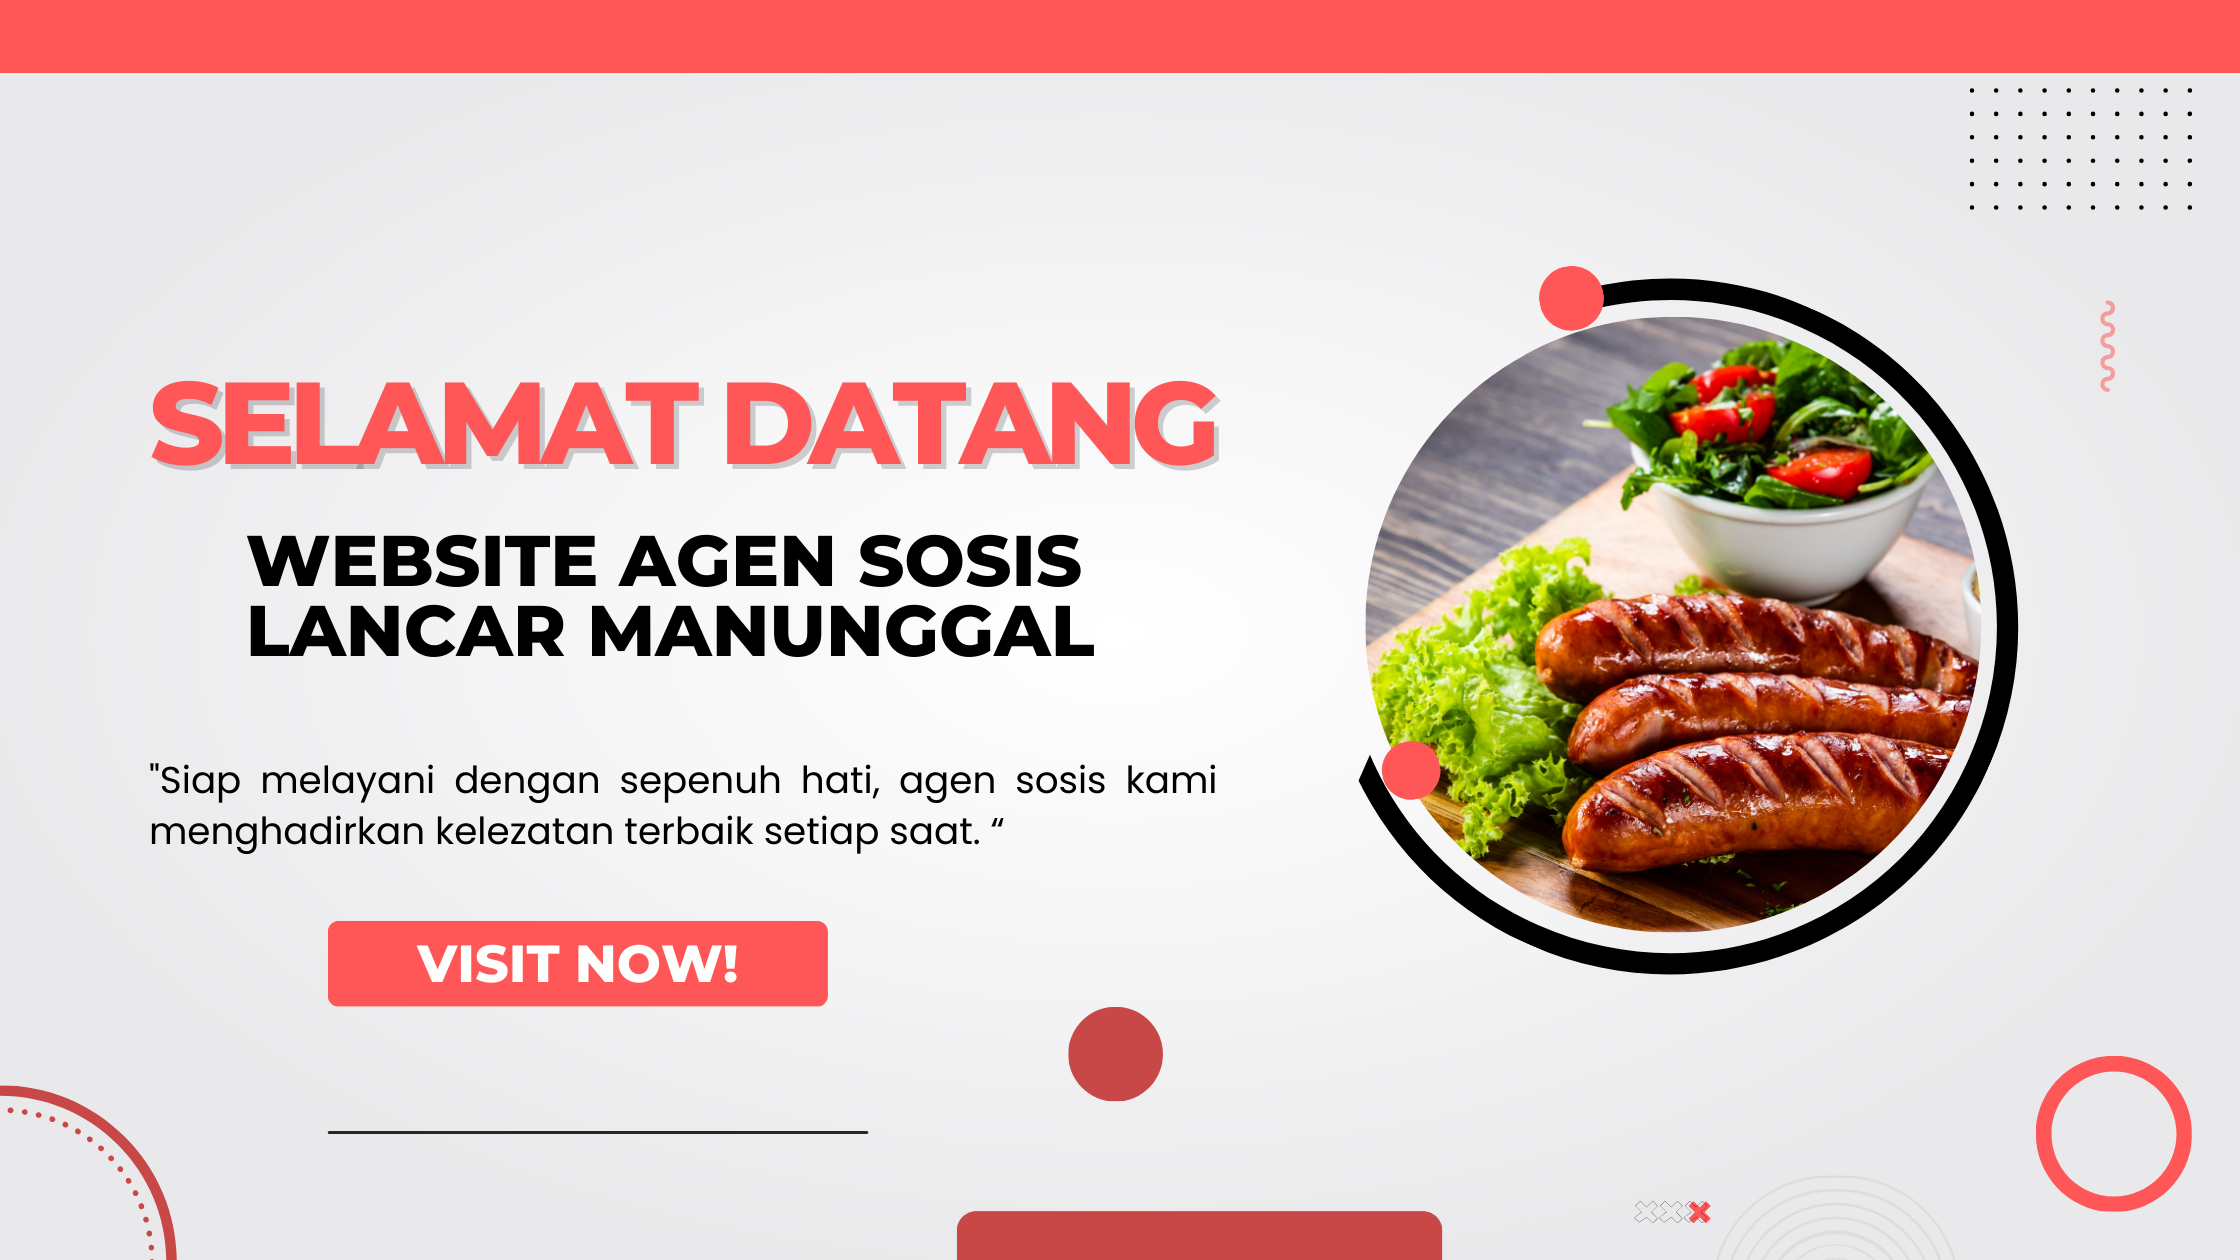 SELAMAT DATANG
WEBSITE AGEN SOSIS
LANCAR MANUNGGAL
"Siap melayani dengan sepenuh hati, agen sosis kami
menghadirkan kelezatan terbaik setiap saat. “
VISIT NOW!